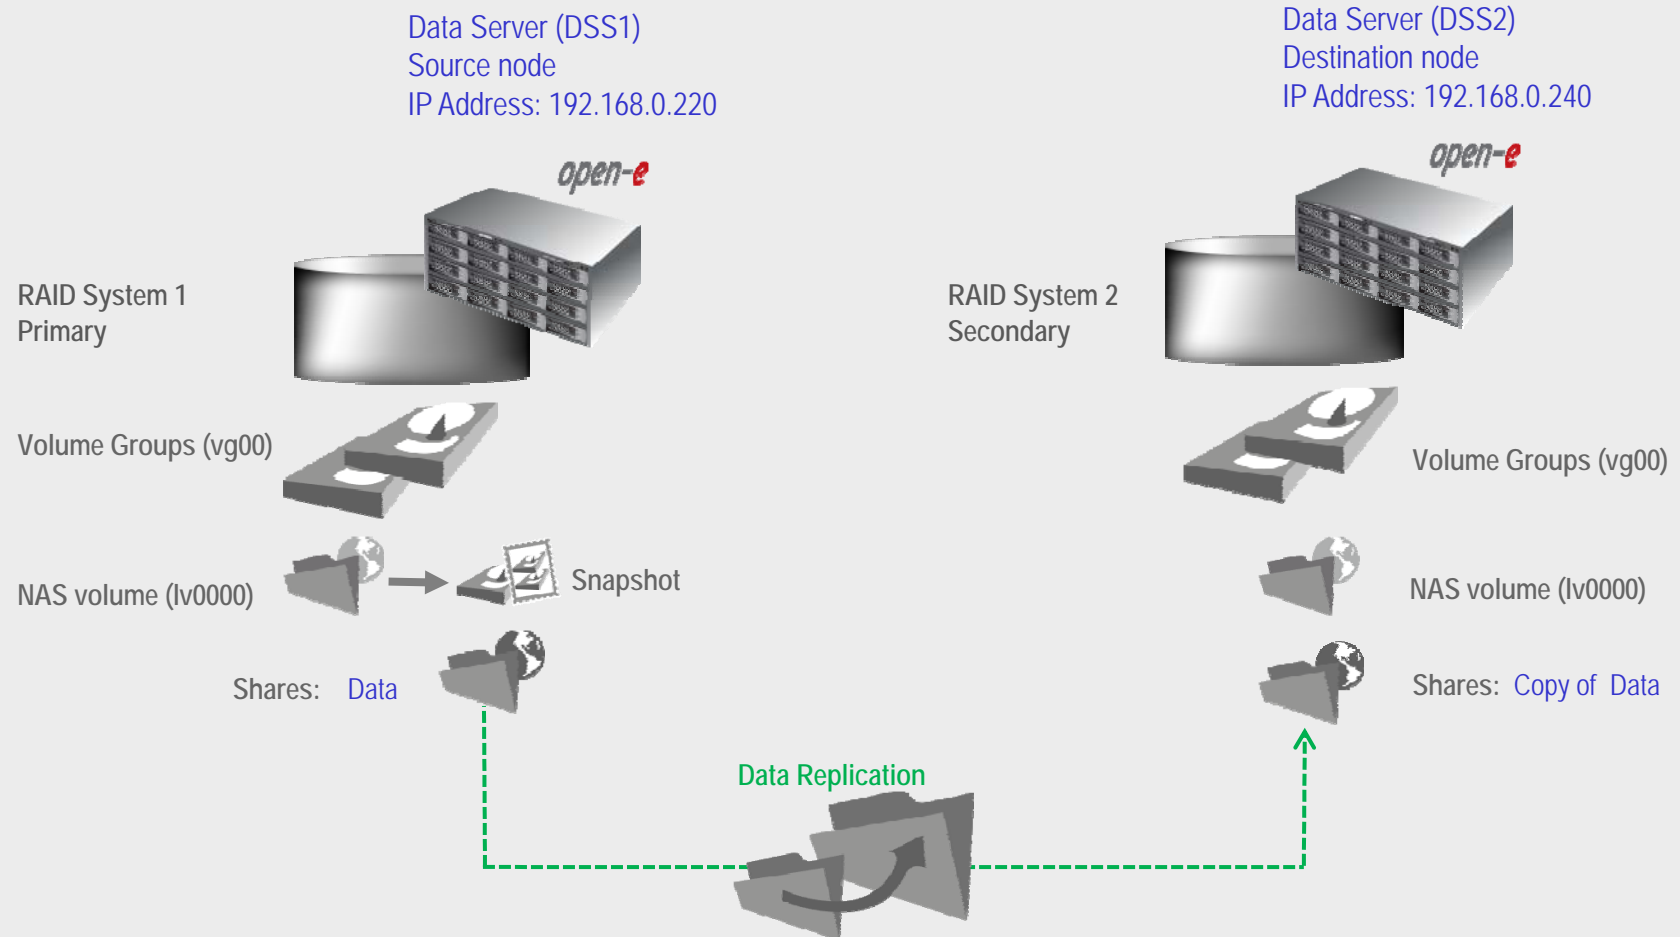 Data Server (DSS1)
Source node
IP Address: 192.168.0.220
Data Server (DSS2)
Destination node
IP Address: 192.168.0.240
open-e
open-e
RAID System 1
Primary
RAID System 2
Secondary
Volume Groups (vg00)
Volume Groups (vg00)
NAS volume (lv0000)
Snapshot
NAS volume (lv0000)
Shares: Data
Shares: Copy of Data
Data Replication